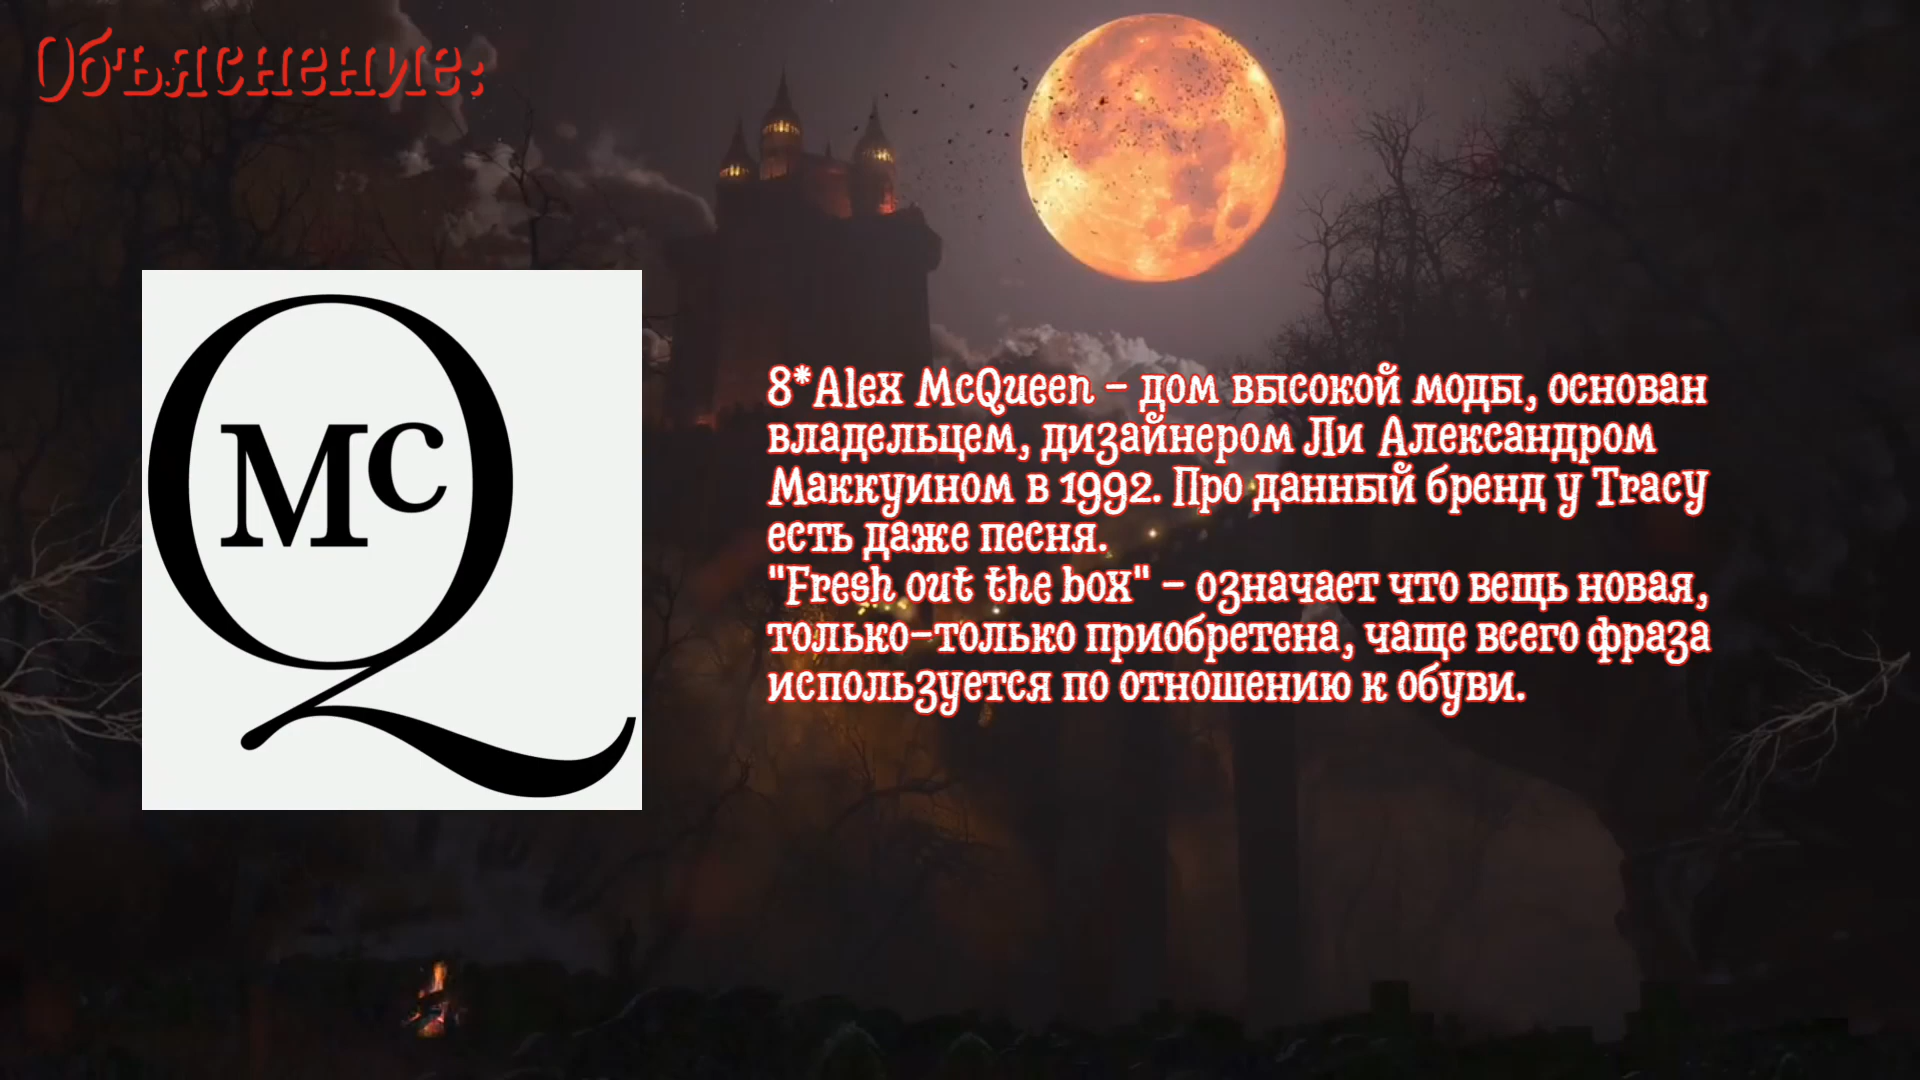 Объяснение:
McQ
8*Alex McQueen - дом высокой моды, основан
владельцем, дизайнером Ли Александром
Маккуином в 1992. Про данный бренд у Tracy
есть даже песня.
"Fresh out the box" - означает что вещь новая,
только-только приобретена, чаще всего фраза
используется по отношению к обуви.